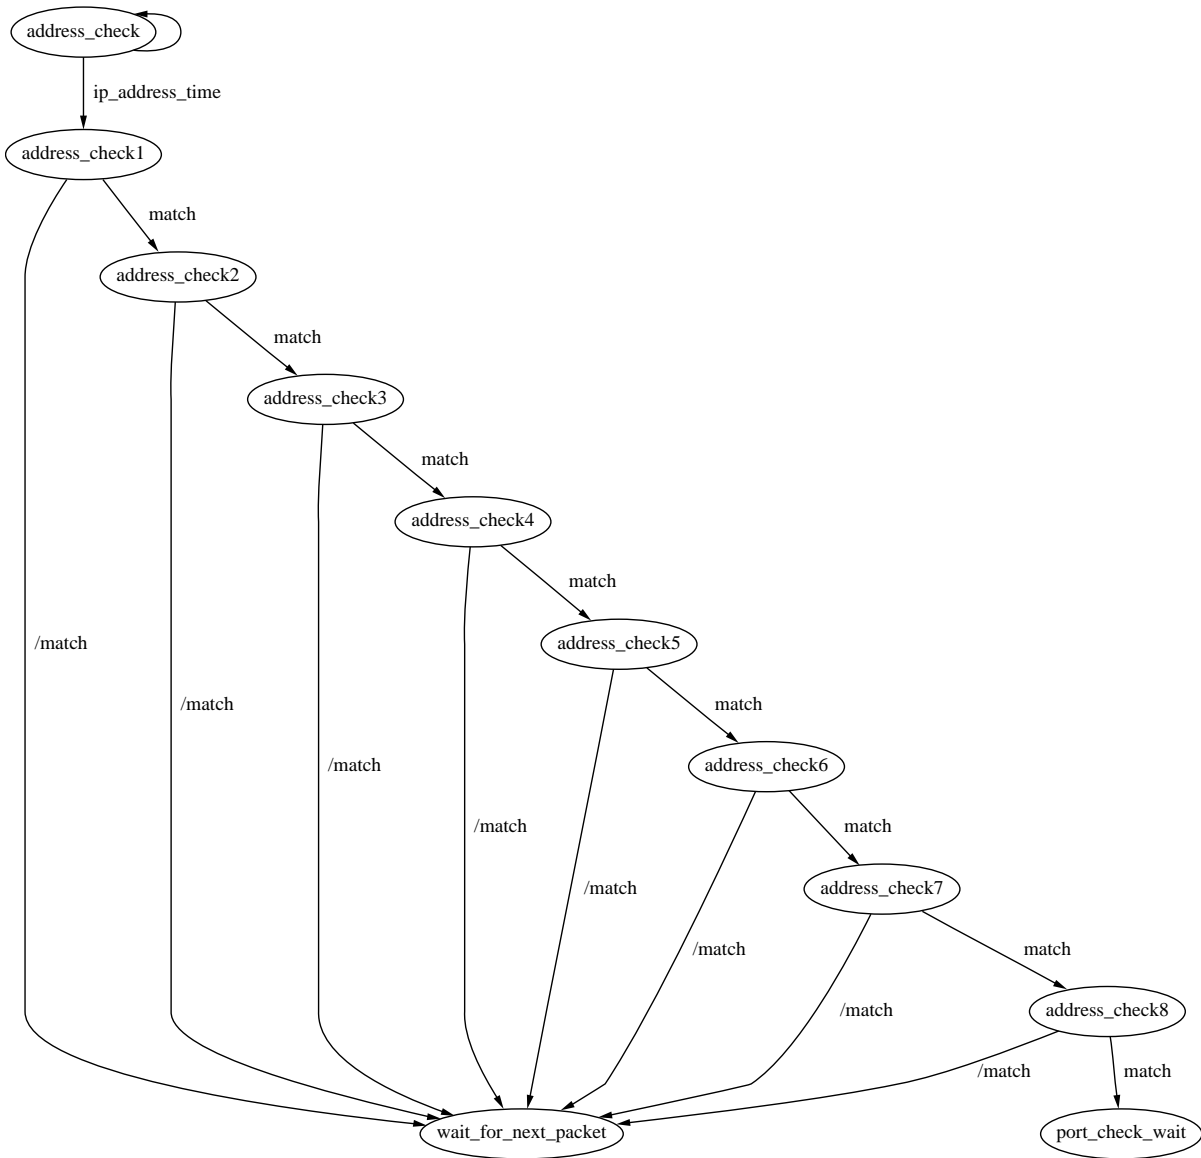 address_check
ip_address_time
address_check1
match
address_check2
match
address_check3
match
address_check4
match
address_check5
/match
/match
match
address_check6
/match
/match
match
address_check7
/match
/match
match
address_check8
/match
/match
match
wait_for_next_packet
port_check_wait